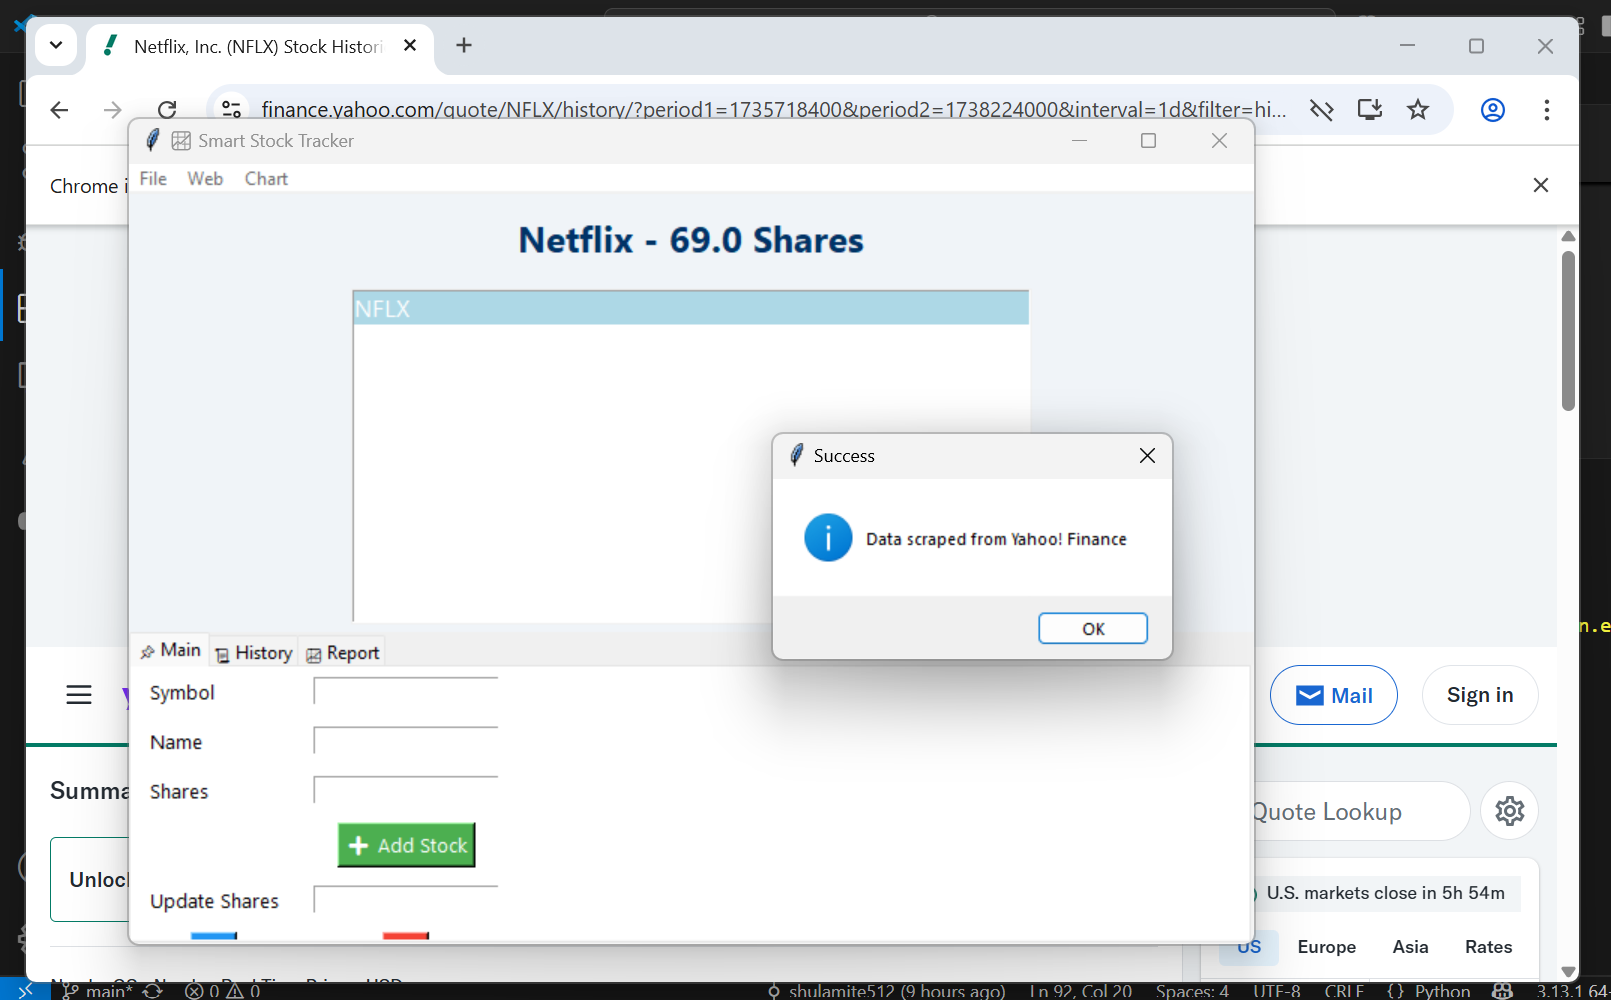 Netflix, Inc. (NFLX) Stock Histori
finance.yahoo.com/quote/NFLX/history/?period1=1735718400&period2=1738224000&interval=1d&filter=hi...
Smart Stock Tracker
Chrome i
File Web Chart
Netflix - 69.0 Shares
NFLX
Success
Data scraped from Yahoo! Finance
OK
n.e
Main History Report
Symbol
Mail Sign in
Name
Summa
Shares
Quote Lookup
Add Stock
Unloc
U.S. markets close in 5h 54m
Update Shares
US Europe Asia Rates
main* 0 0 shulamite512 (9 hours ago) Ln 92, Col 20 Spaces: 4 UTF-8 CRLF {} Python 3.13.1 64-